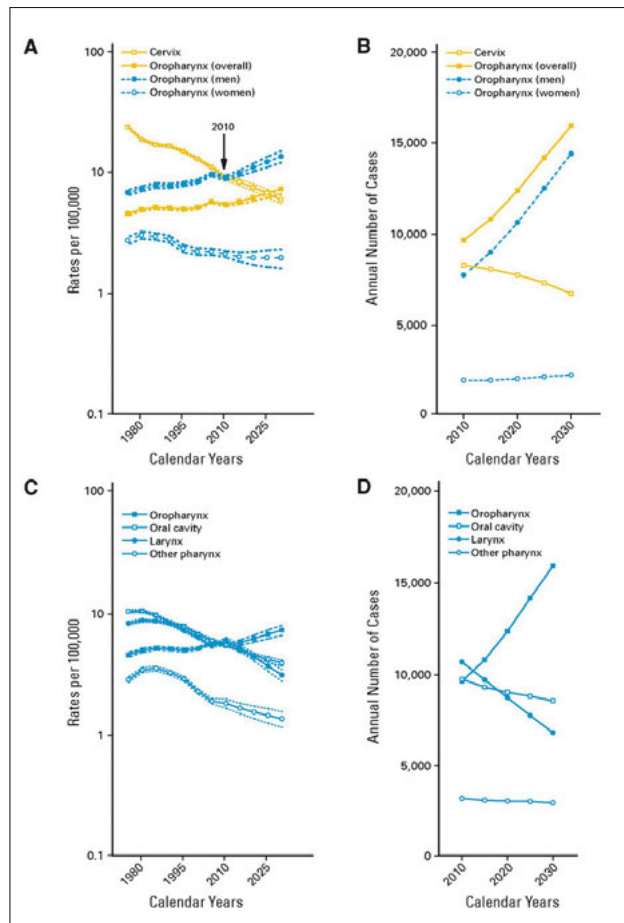 A
100
10
1
0.1
Rates per 100,000
Cervix
Oropharynx (overall)
Oropharynx (men)
Oropharynx (women)
2010
1980
1995
2010
2025
Calendar Years
B
20,000
15,000
10,000
5,000
0
Annual Number of Cases
Cervix
Oropharynx (overall)
Oropharynx (men)
Oropharynx (women)
2010
2020
2030
Calendar Years
C
100
10
1
0.1
Rates per 100,000
Oropharynx
Oral cavity
Larynx
Other pharynx
1980
1995
2010
2025
Calendar Years
D
20,000
15,000
10,000
5,000
0
Annual Number of Cases
Oropharynx
Oral cavity
Larynx
Other pharynx
2010
2020
2030
Calendar Years